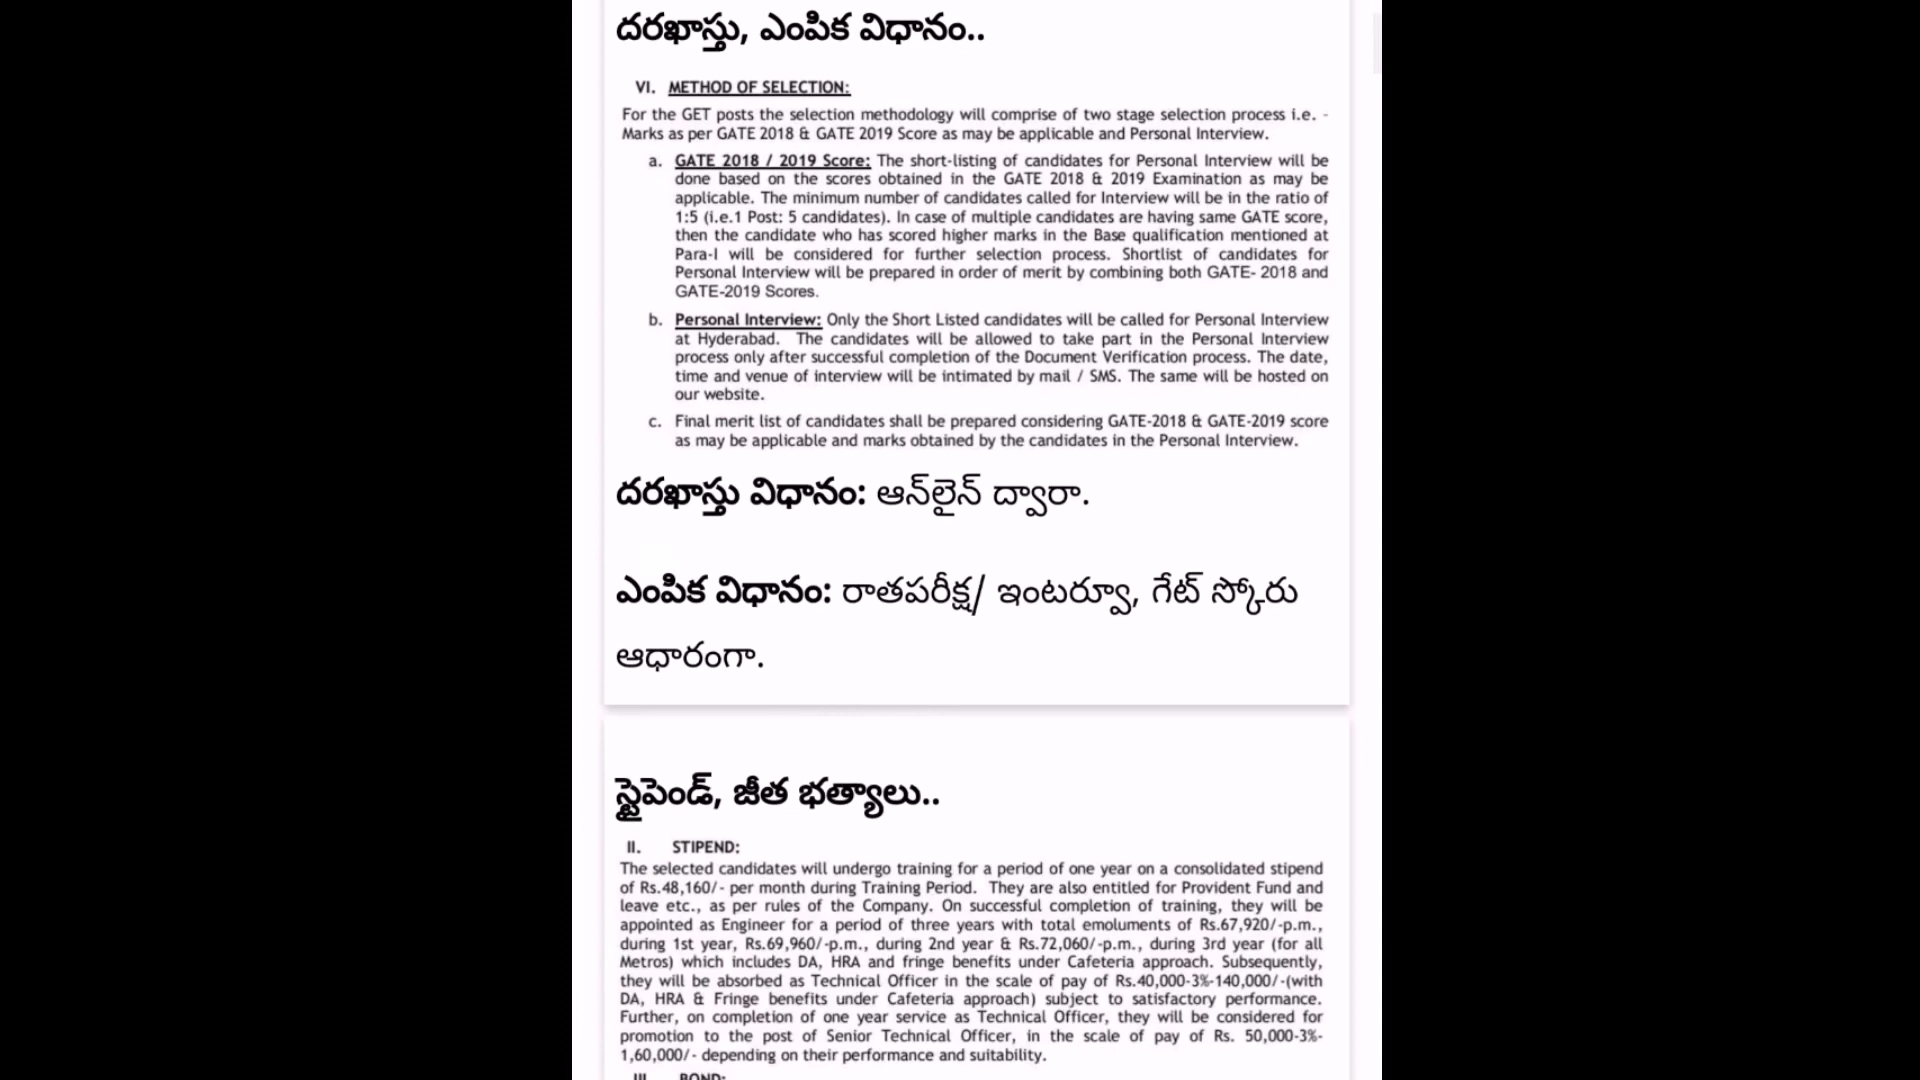 దరఖాస్తు, ఎంపిక విధానం..
VI. METHOD OF SELECTION:
For the GET posts the selection methodology will comprise of two stage selection process i.e. -
Marks as per GATE 2018 & GATE 2019 Score as may be applicable and Personal Interview.
a. GATE 2018 / 2019 Score: The short-listing of candidates for Personal Interview will be
done based on the scores obtained in the GATE 2018 & 2019 Examination as may be
applicable. The minimum number of candidates called for Interview will be in the ratio of
1:5 (i.e.1 Post: 5 candidates). In case of multiple candidates are having same GATE score,
then the candidate who has scored higher marks in the Base qualification mentioned at
Para-I will be considered for further selection process. Shortlist of candidates for
Personal Interview will be prepared in order of merit by combining both GATE- 2018 and
GATE-2019 Scores.
b. Personal Interview: Only the Short Listed candidates will be called for Personal Interview
at Hyderabad. The candidates will be allowed to take part in the Personal Interview
process only after successful completion of the Document Verification process. The date,
time and venue of interview will be intimated by mail / SMS. The same will be hosted on
our website.
c. Final merit list of candidates shall be prepared considering GATE-2018 & GATE-2019 score
as may be applicable and marks obtained by the candidates in the Personal Interview.
దరఖాస్తు విధానం: ఆన్‌లైన్ ద్వారా.
ఎంపిక విధానం: రాతపరీక్ష/ ఇంటర్వ్యూ, గేట్ స్కోరు
ఆధారంగా.
స్టైపెండ్, జీత భత్యాలు..
II. STIPEND:
The selected candidates will undergo training for a period of one year on a consolidated stipend
of Rs.48,160/- per month during Training Period. They are also entitled for Provident Fund and
leave etc., as per rules of the Company. On successful completion of training, they will be
appointed as Engineer for a period of three years with total emoluments of Rs.67,920/-p.m.,
during 1st year, Rs.69,960/-p.m., during 2nd year & Rs.72,060/-p.m., during 3rd year (for all
Metros) which includes DA, HRA and fringe benefits under Cafeteria approach. Subsequently,
they will be absorbed as Technical Officer in the scale of pay of Rs.40,000-3%-140,000/-(with
DA, HRA & Fringe benefits under Cafeteria approach) subject to satisfactory performance.
Further, on completion of one year service as Technical Officer, they will be considered for
promotion to the post of Senior Technical Officer, in the scale of pay of Rs. 50,000-3%-
1,60,000/- depending on their performance and suitability.
III. BOND: